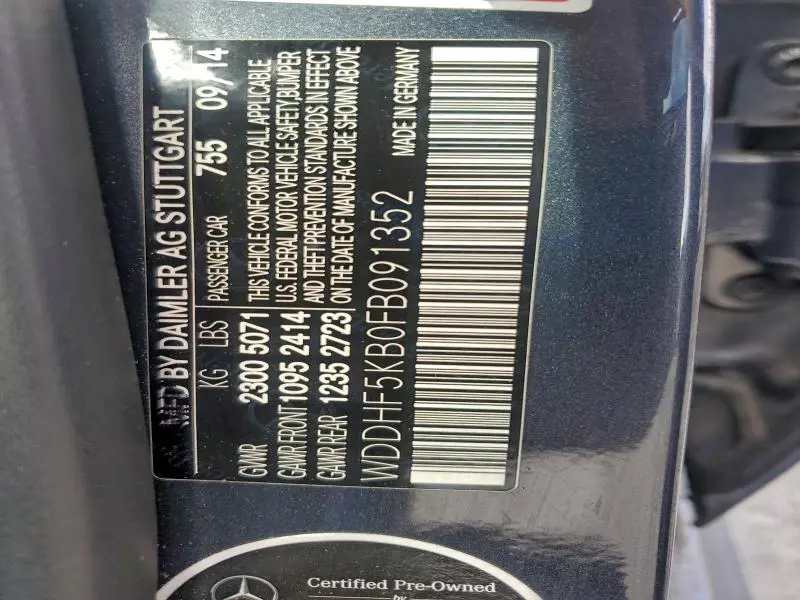 MFD BY DAIMLER AG STUTTGART
KG LBS PASSENGER CAR 755 09/14
GVWR 2300 5071 THIS VEHICLE CONFORMS TO ALL APPLICABLE
GAWR FRONT 1095 2414 U.S. FEDERAL MOTOR VEHICLE SAFETY, BUMPER
GAWR REAR 1235 2723 AND THEFT PREVENTION STANDARDS IN EFFECT
ON THE DATE OF MANUFACTURE SHOWN ABOVE
WDDHF5KB0FB091352 MADE IN GERMANY
Certified Pre-Owned
by